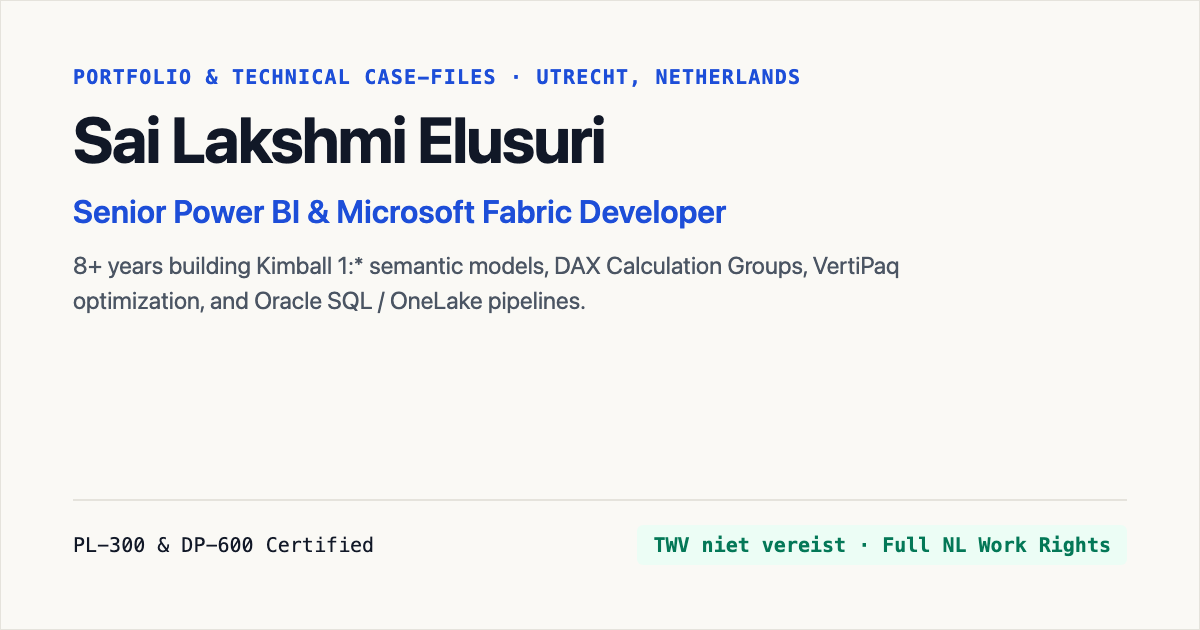 PORTFOLIO & TECHNICAL CASE–FILES · UTRECHT, NETHERLANDS
Sai Lakshmi Elusuri
Senior Power BI & Microsoft Fabric Developer
8+ years building Kimball 1:* semantic models, DAX Calculation Groups, VertiPaq
optimization, and Oracle SQL / OneLake pipelines.
PL–300 & DP–600 Certified
TWV niet vereist · Full NL Work Rights